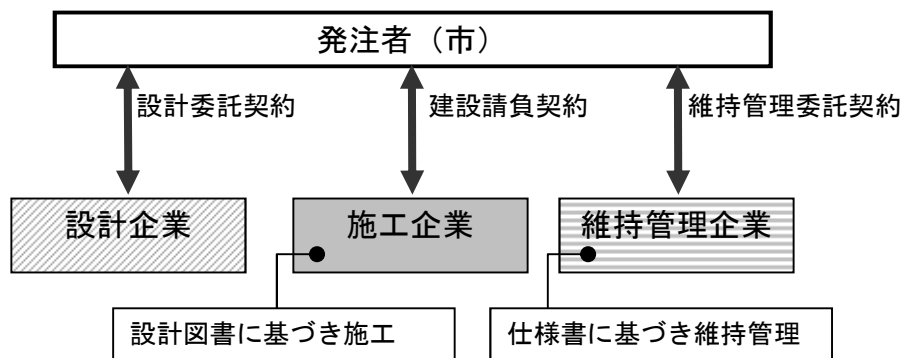 発注者（市）
設計委託契約
建設請負契約
維持管理委託契約
設計企業
施工企業
維持管理企業
設計図書に基づき施工
仕様書に基づき維持管理